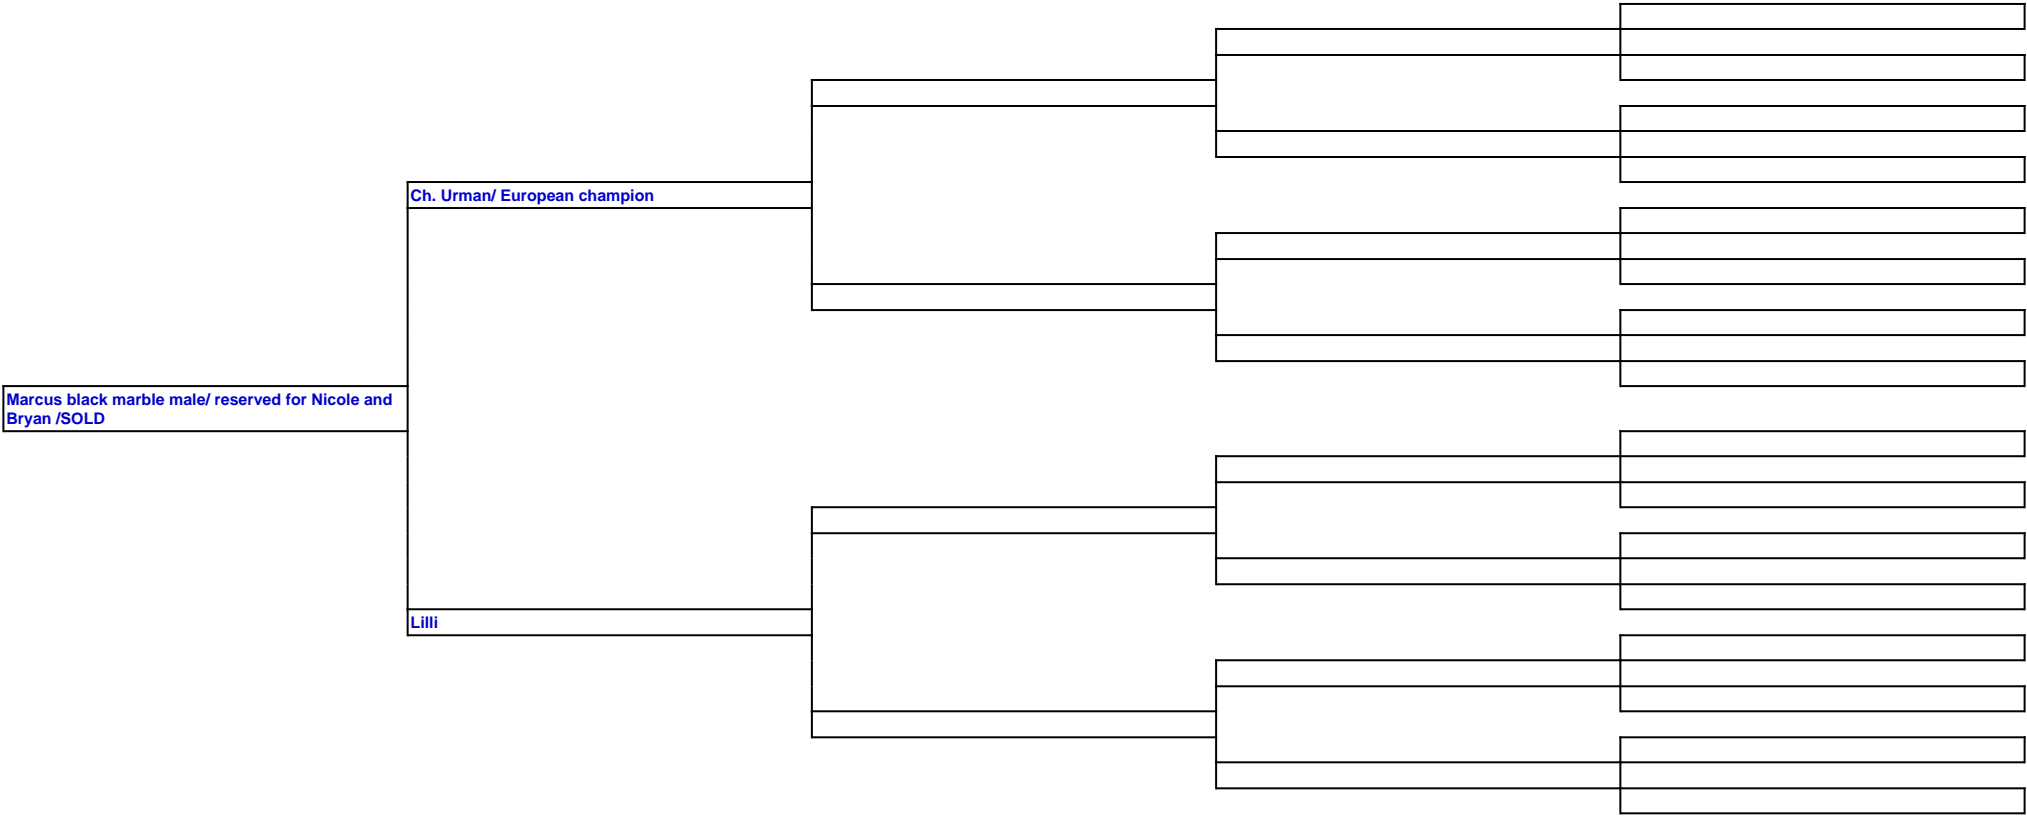 Ch. Urman/ European champion
Marcus black marble male/ reserved for Nicole and
Bryan /SOLD
Lilli